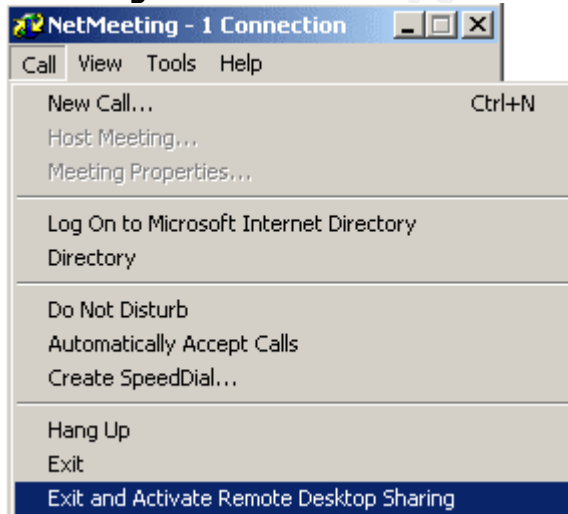 NetMeeting - 1 Connection
Call View Tools Help
New Call... Ctrl+N
Host Meeting...
Meeting Properties...
Log On to Microsoft Internet Directory
Directory
Do Not Disturb
Automatically Accept Calls
Create SpeedDial...
Hang Up
Exit
Exit and Activate Remote Desktop Sharing